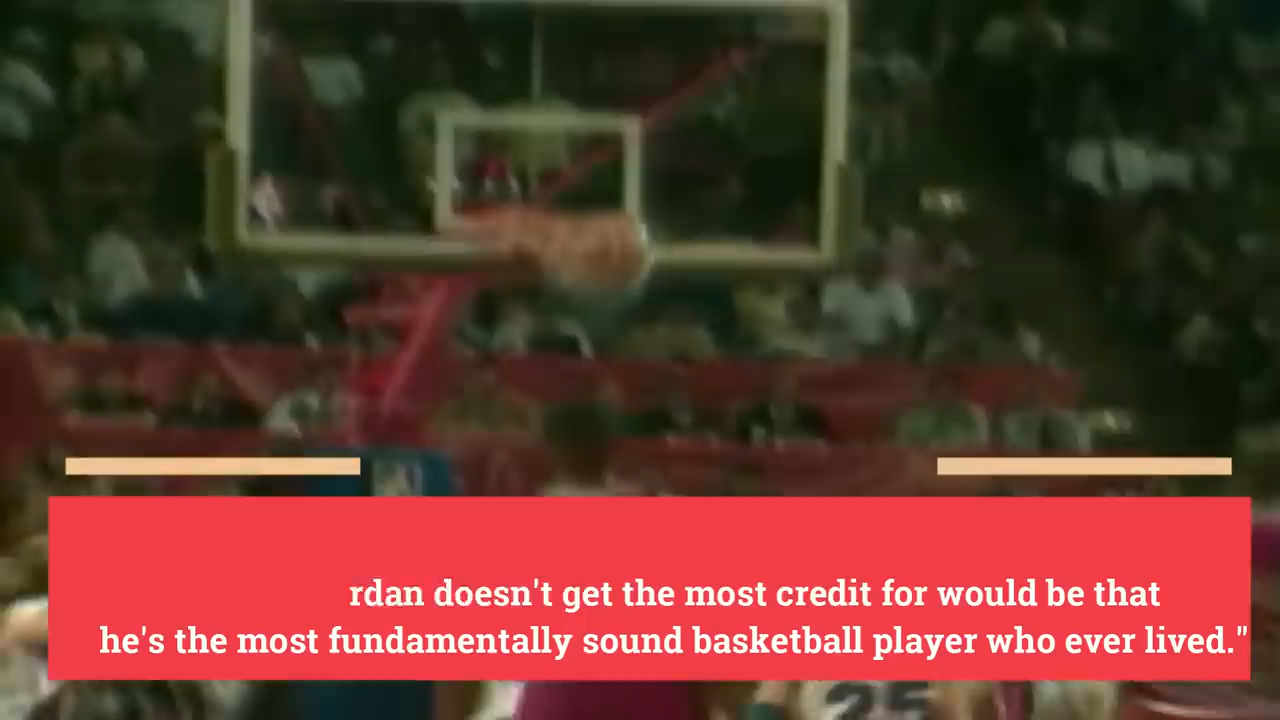 rdan doesn't get the most credit for would be that
he's the most fundamentally sound basketball player who ever lived."
25